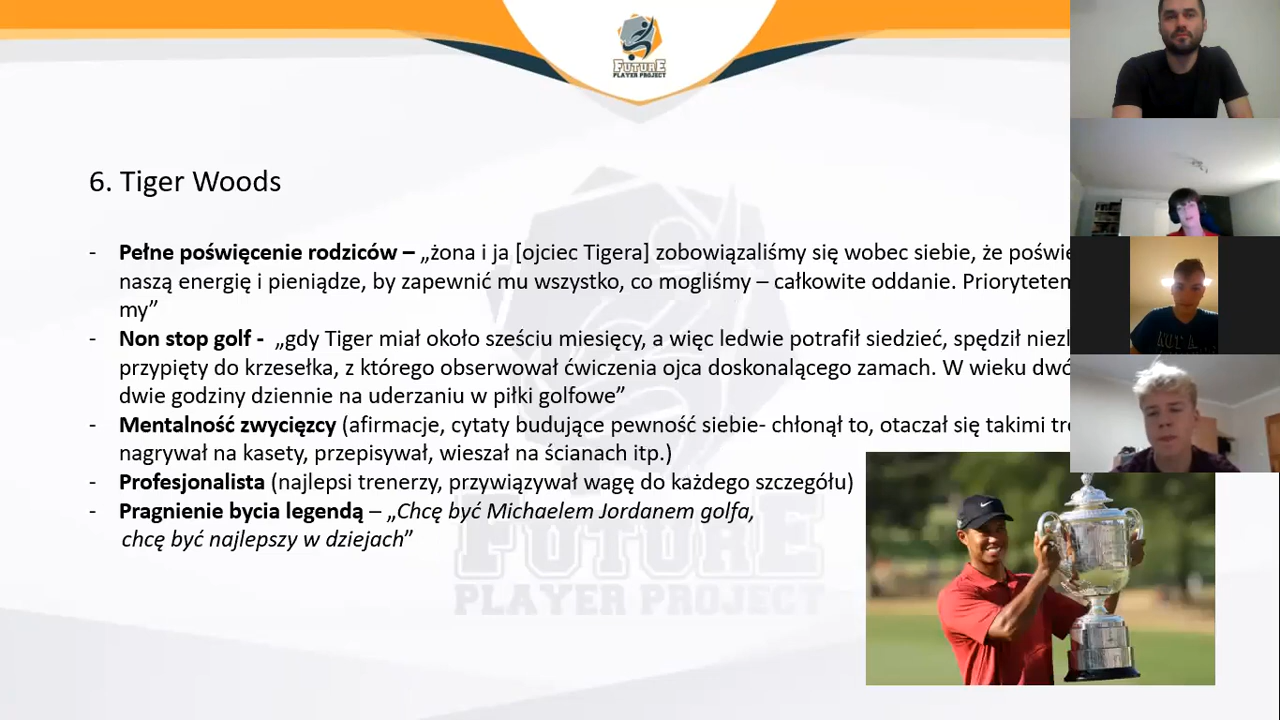 FUTURE
PLAYER PROJECT
6. Tiger Woods
- Pełne poświęcenie rodziców – „żona i ja [ojciec Tigera] zobowiązaliśmy się wobec siebie, że
naszą energię i pieniądze, by zapewnić mu wszystko, co mogliśmy – całkowite oddanie.
my”
- Non stop golf - „gdy Tiger miał około sześciu miesięcy, a więc ledwie potrafił siedzieć, spędził
przypięty do krzesełka, z którego obserwował ćwiczenia ojca doskonalącego zamach. W wieku
dwie godziny dziennie na uderzaniu w piłki golfowe”
- Mentalność zwycięzcy (afirmacje, cytaty budujące pewność siebie- chłonął to, otaczał się takimi
nagrywał na kasety, przepisywał, wieszał na ścianach itp.)
- Profesjonalista (najlepsi trenerzy, przywiązywał wagę do każdego szczegółu)
- Pragnienie bycia legendą – „Chcę być Michaelem Jordanem golfa,
chcę być najlepszy w dziejach”
FUTURE
PLAYER PROJECT